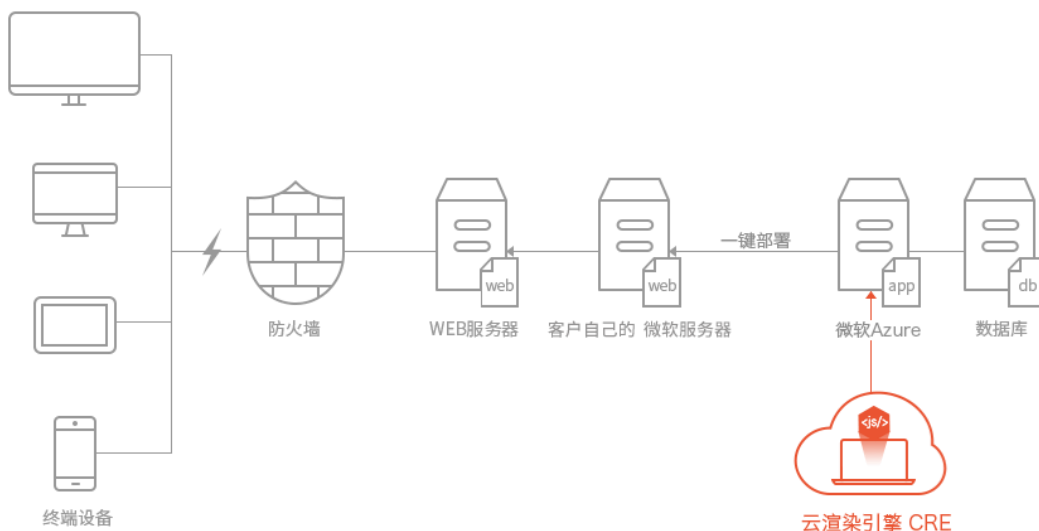 一键部署
web
web
app
db
防火墙
WEB服务器
客户自己的 微软服务器
微软Azure
数据库
<js/>
终端设备
云渲染引擎 CRE